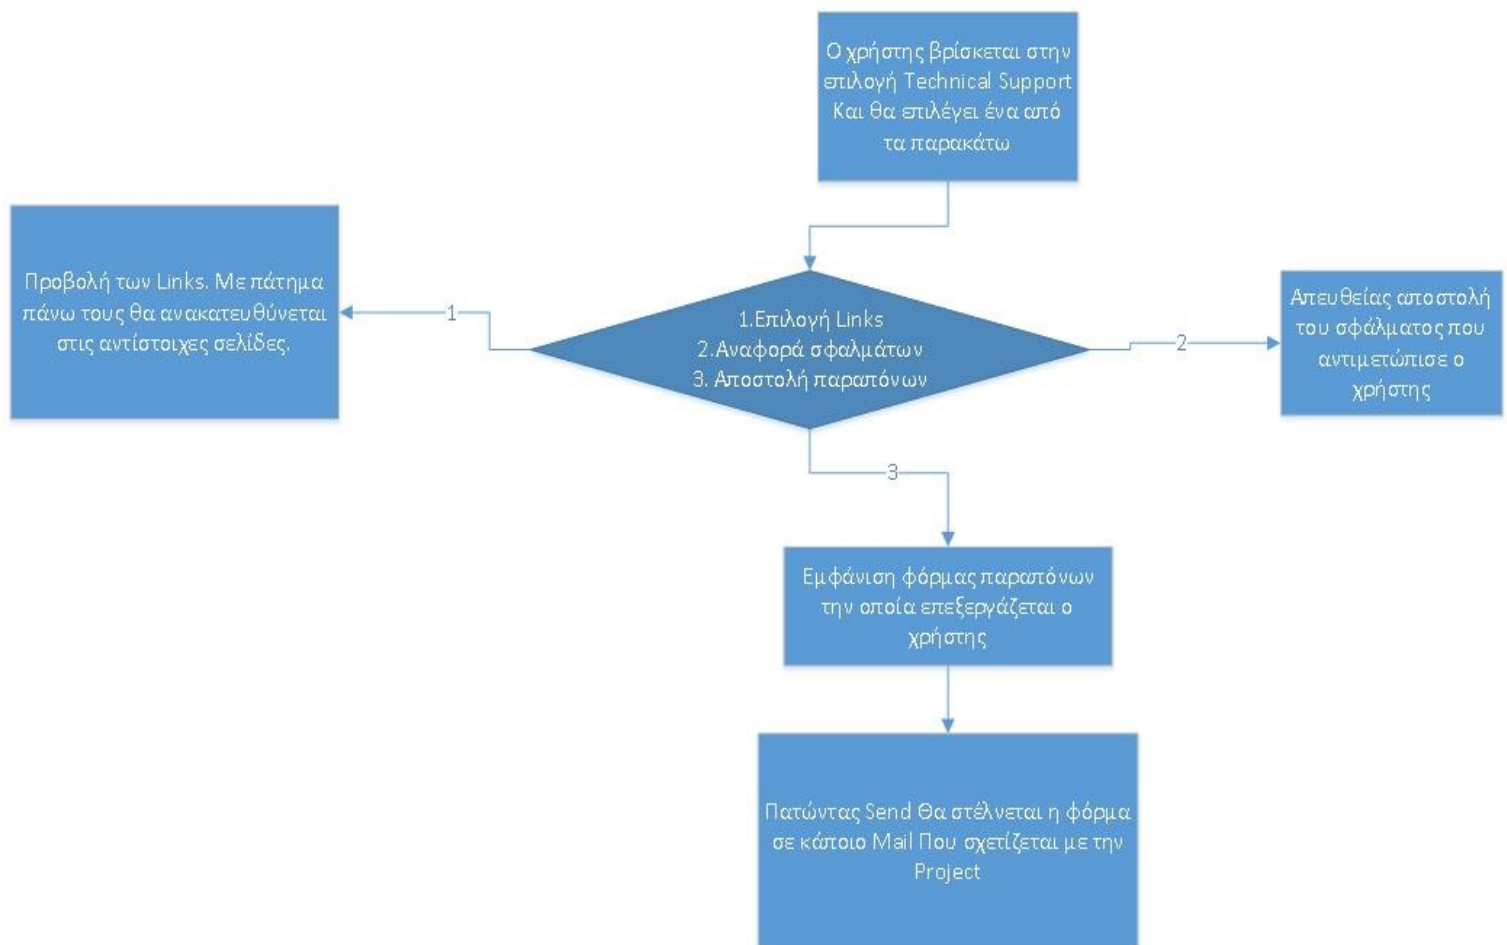 Ο χρήστης βρίσκεται στην
επιλογή Technical Support
Και θα επιλέγει ένα από
τα παρακάτω
Προβολή των Links. Με πάτημα
πάνω τους θα ανακατευθύνεται
στις αντίστοιχες σελίδες.
1
1.Επιλογή Links
2.Αναφορά σφαλμάτων
3. Αποστολή παραπόνων
2
Απευθείας αποστολή
του σφάλματος που
αντιμετώπισε ο
χρήστης
3
Εμφάνιση φόρμας παραπόνων
την οποία επεξεργάζεται ο
χρήστης
Πατώντας Send Θα στέλνεται η φόρμα
σε κάποιο Mail Που σχετίζεται με την
Project